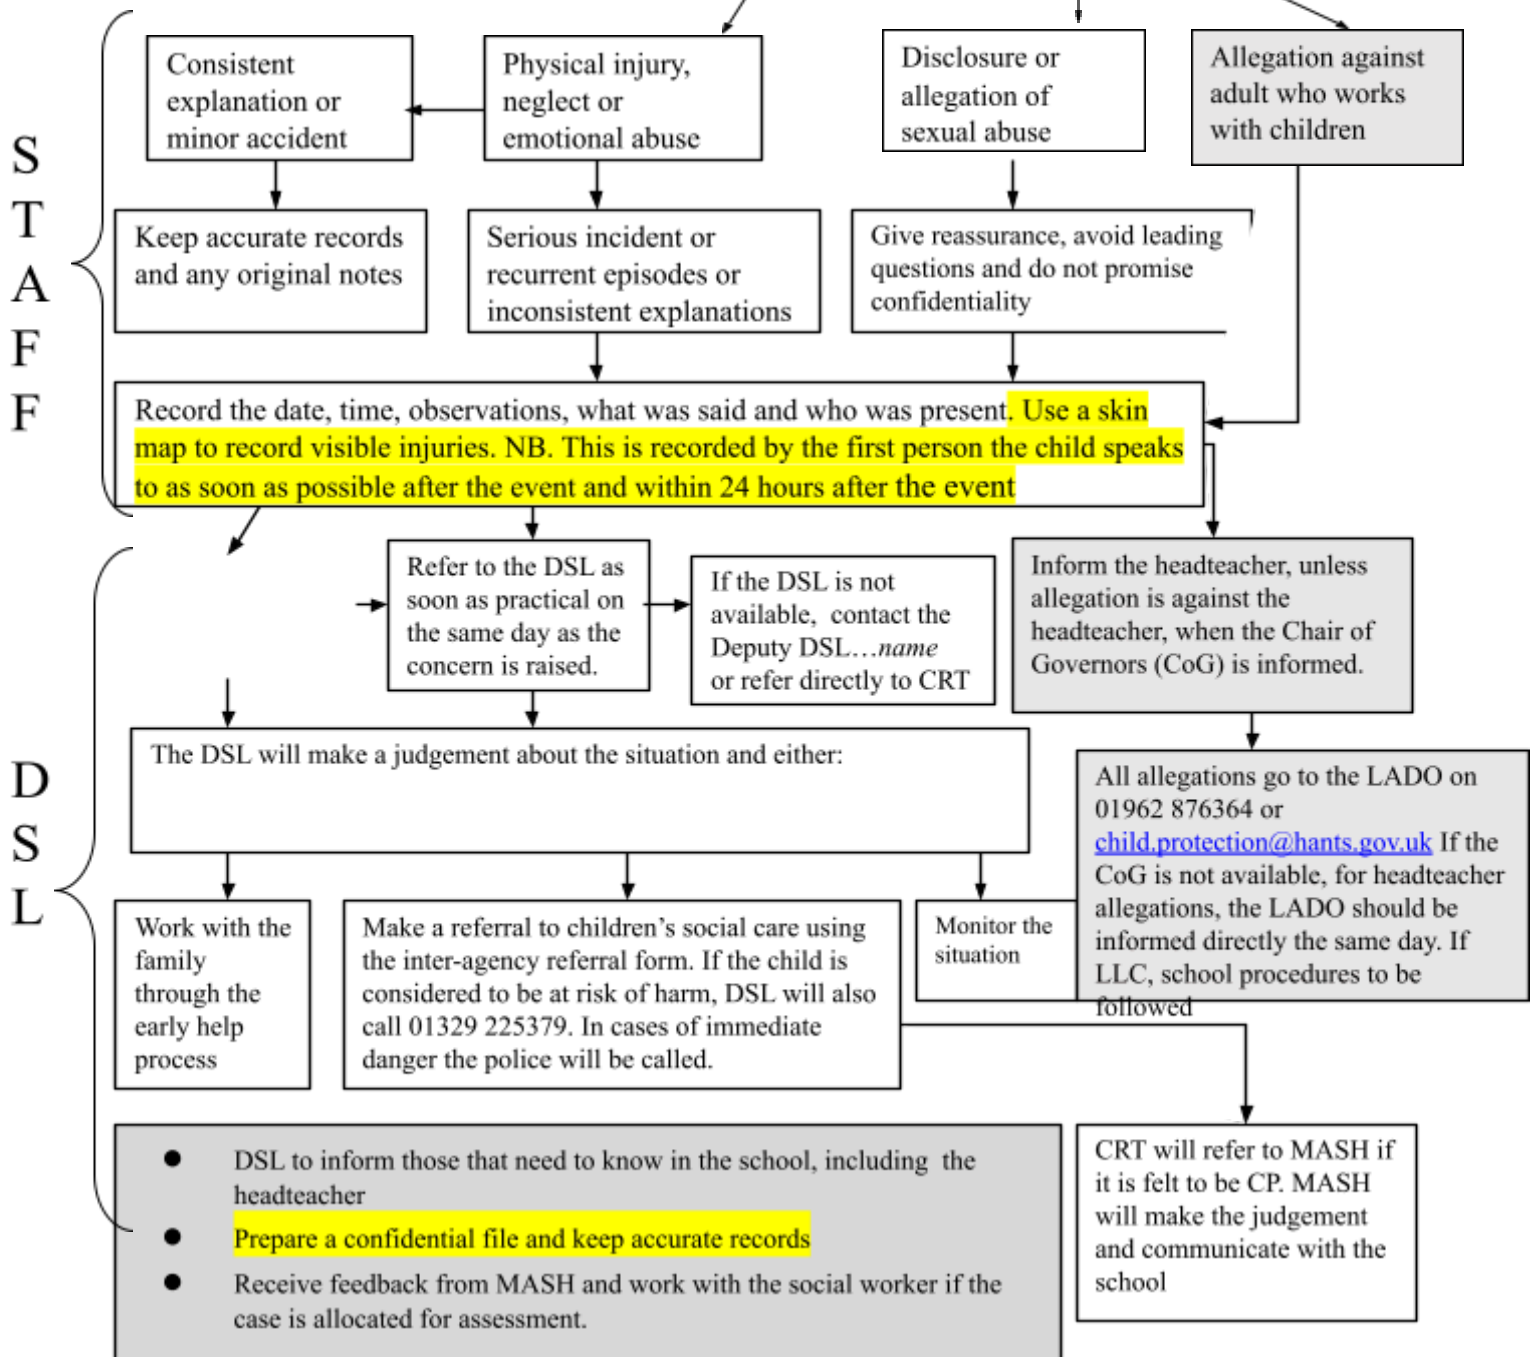 Consistent
explanation or
minor accident
Physical injury,
neglect or
emotional abuse
Disclosure or
allegation of
sexual abuse
Allegation against
adult who works
with children
S
T
A
F
F
Keep accurate records
and any original notes
Serious incident or
recurrent episodes or
inconsistent explanations
Give reassurance, avoid leading
questions and do not promise
confidentiality
Record the date, time, observations, what was said and who was present. Use a skin
map to record visible injuries. NB. This is recorded by the first person the child speaks
to as soon as possible after the event and within 24 hours after the event
Refer to the DSL as
soon as practical on
the same day as the
concern is raised.
If the DSL is not
available, contact the
Deputy DSL…name
or refer directly to CRT
Inform the headteacher, unless
allegation is against the
headteacher, when the Chair of
Governors (CoG) is informed.
D
S
L
The DSL will make a judgement about the situation and either:
All allegations go to the LADO on
01962 876364 or
child.protection@hants.gov.uk If the
CoG is not available, for headteacher
allegations, the LADO should be
informed directly the same day. If
LLC, school procedures to be
followed
Work with the
family
through the
early help
process
Make a referral to children's social care using
the inter-agency referral form. If the child is
considered to be at risk of harm, DSL will also
call 01329 225379. In cases of immediate
danger the police will be called.
Monitor the
situation
● DSL to inform those that need to know in the school, including the
headteacher
● Prepare a confidential file and keep accurate records
● Receive feedback from MASH and work with the social worker if the
case is allocated for assessment.
CRT will refer to MASH if
it is felt to be CP. MASH
will make the judgement
and communicate with the
school